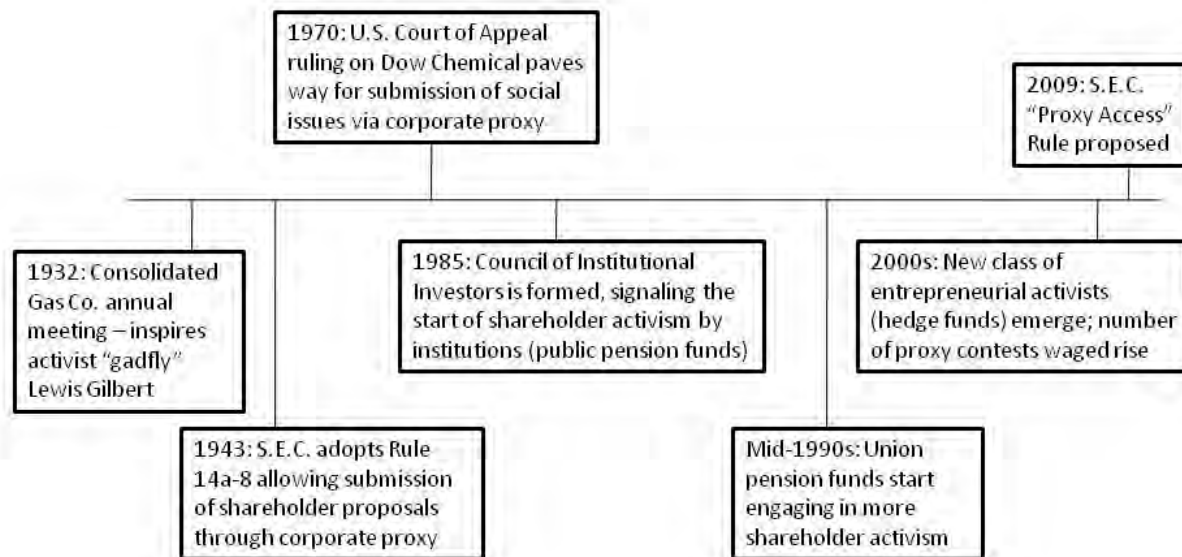 1970: U.S. Court of Appeal
ruling on Dow Chemical paves
way for submission of social
issues via corporate proxy
2009: S.E.C.
“Proxy Access”
Rule proposed
1932: Consolidated
Gas Co. annual
meeting – inspires
activist “gadfly”
Lewis Gilbert
1985: Council of Institutional
Investors is formed, signaling the
start of shareholder activism by
institutions (public pension funds)
2000s: New class of
entrepreneurial activists
(hedge funds) emerge; number
of proxy contests waged rise
1943: S.E.C. adopts Rule
14a-8 allowing submission
of shareholder proposals
through corporate proxy
Mid-1990s: Union
pension funds start
engaging in more
shareholder activism